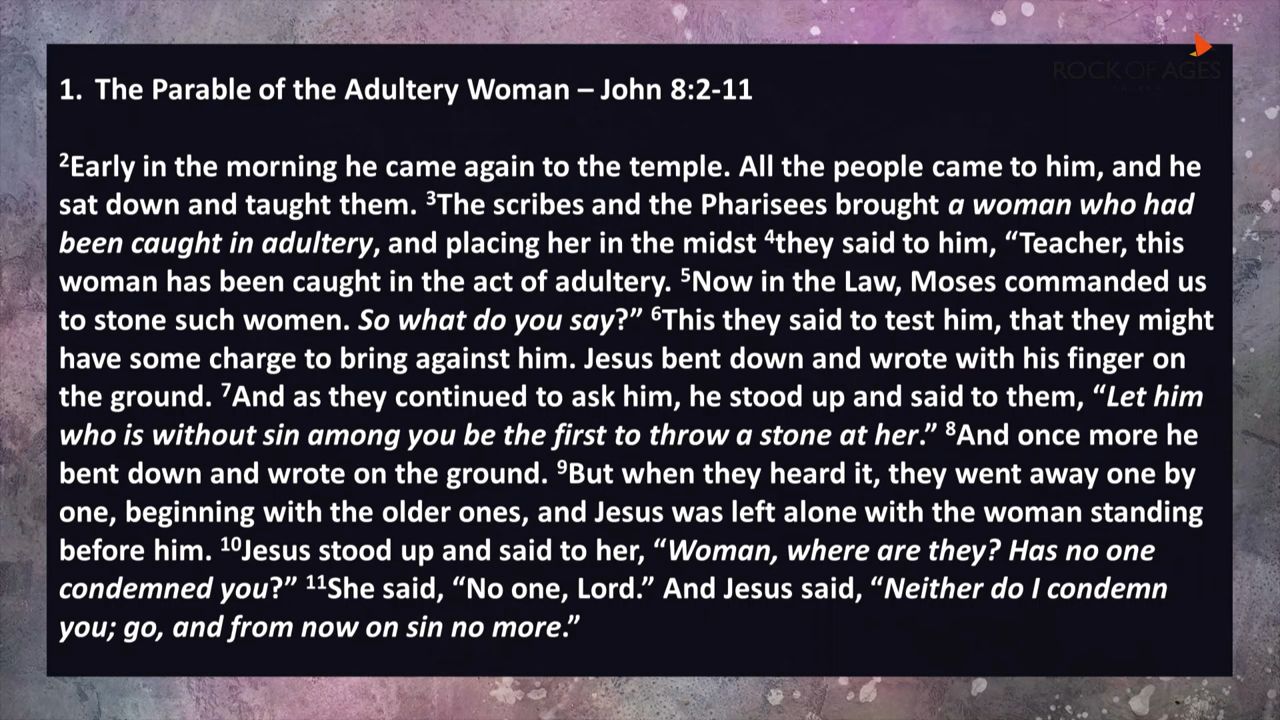 ROCK OF AGES
1. The Parable of the Adultery Woman – John 8:2-11
²Early in the morning he came again to the temple. All the people came to him, and he
sat down and taught them. ³The scribes and the Pharisees brought a woman who had
been caught in adultery, and placing her in the midst ⁴they said to him, “Teacher, this
woman has been caught in the act of adultery. ⁵Now in the Law, Moses commanded us
to stone such women. So what do you say?” ⁶This they said to test him, that they might
have some charge to bring against him. Jesus bent down and wrote with his finger on
the ground. ⁷And as they continued to ask him, he stood up and said to them, “Let him
who is without sin among you be the first to throw a stone at her.” ⁸And once more he
bent down and wrote on the ground. ⁹But when they heard it, they went away one by
one, beginning with the older ones, and Jesus was left alone with the woman standing
before him. ¹⁰Jesus stood up and said to her, “Woman, where are they? Has no one
condemned you?” ¹¹She said, “No one, Lord.” And Jesus said, “Neither do I condemn
you; go, and from now on sin no more.”